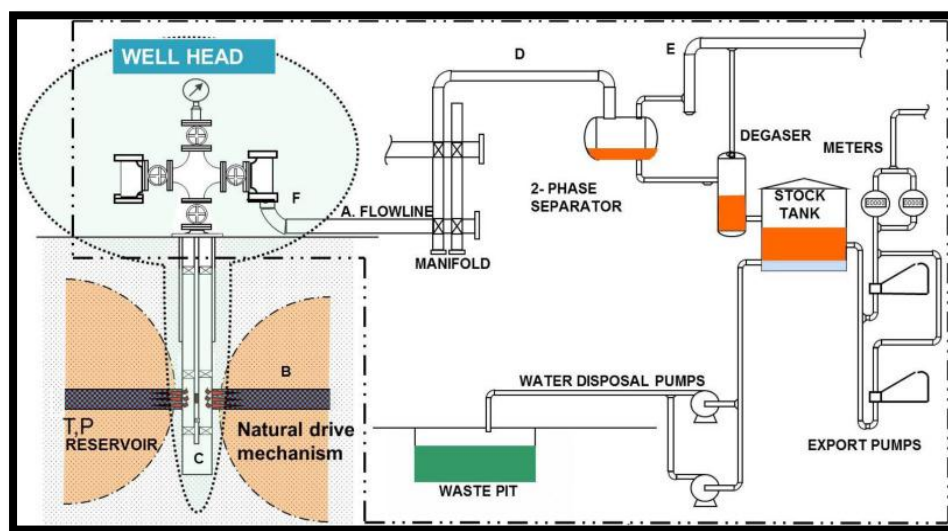 WELL HEAD
D
E
DEGASER
METERS
2- PHASE
SEPARATOR
STOCK
TANK
F
A. FLOWLINE
MANIFOLD
B
T,P
RESERVOIR
Natural drive
mechanism
C
WATER DISPOSAL PUMPS
WASTE PIT
EXPORT PUMPS